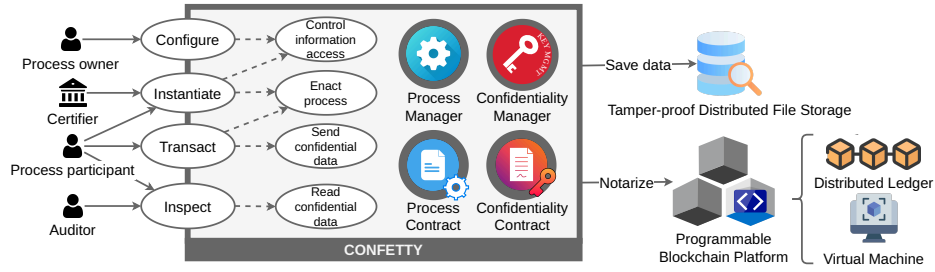 Process owner
Certifier
Process participant
Auditor
Configure
Instantiate
Transact
Inspect
Control
information
access
Enact
process
Send
confidential
data
Read
confidential
data
Process
Manager
KEY MGMT
Confidentiality
Manager
Process
Contract
Confidentiality
Contract
CONFETTY
Save data
Notarize
Tamper-proof Distributed File Storage
Programmable
Blockchain Platform
Distributed Ledger
Virtual Machine